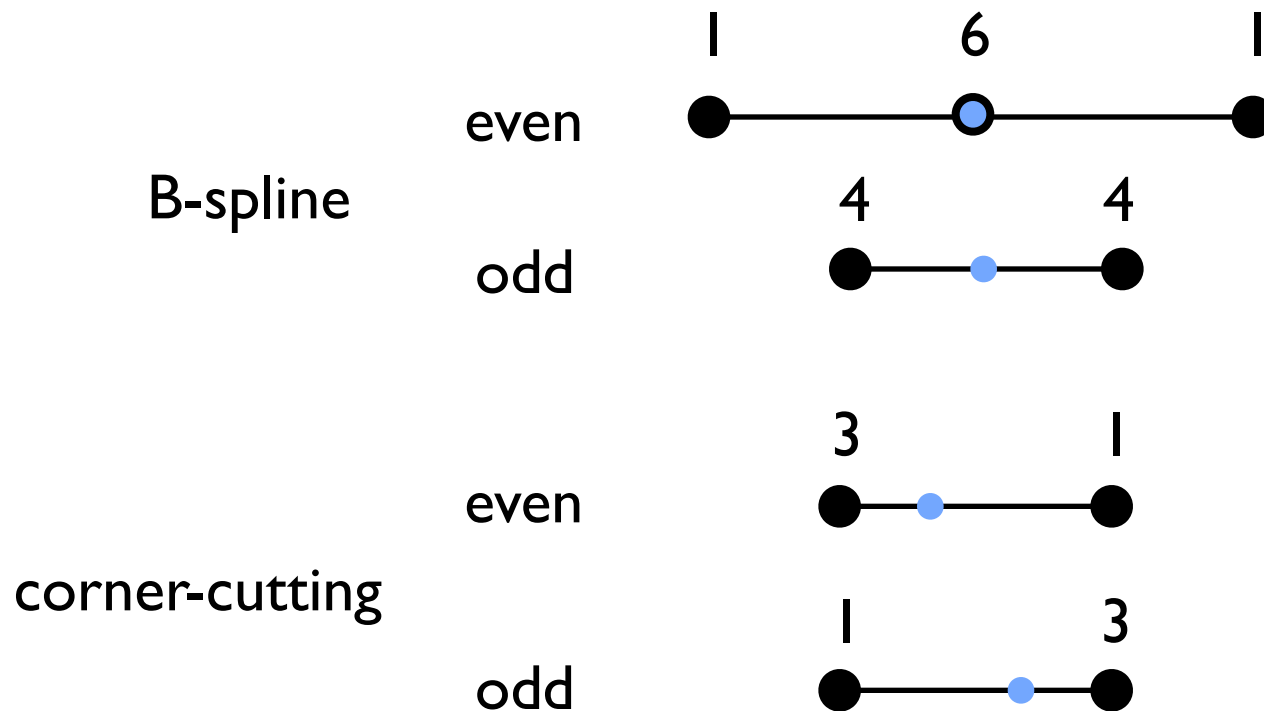 1 6 1
even
B-spline
4 4
odd
3 1
even
corner-cutting
1 3
odd